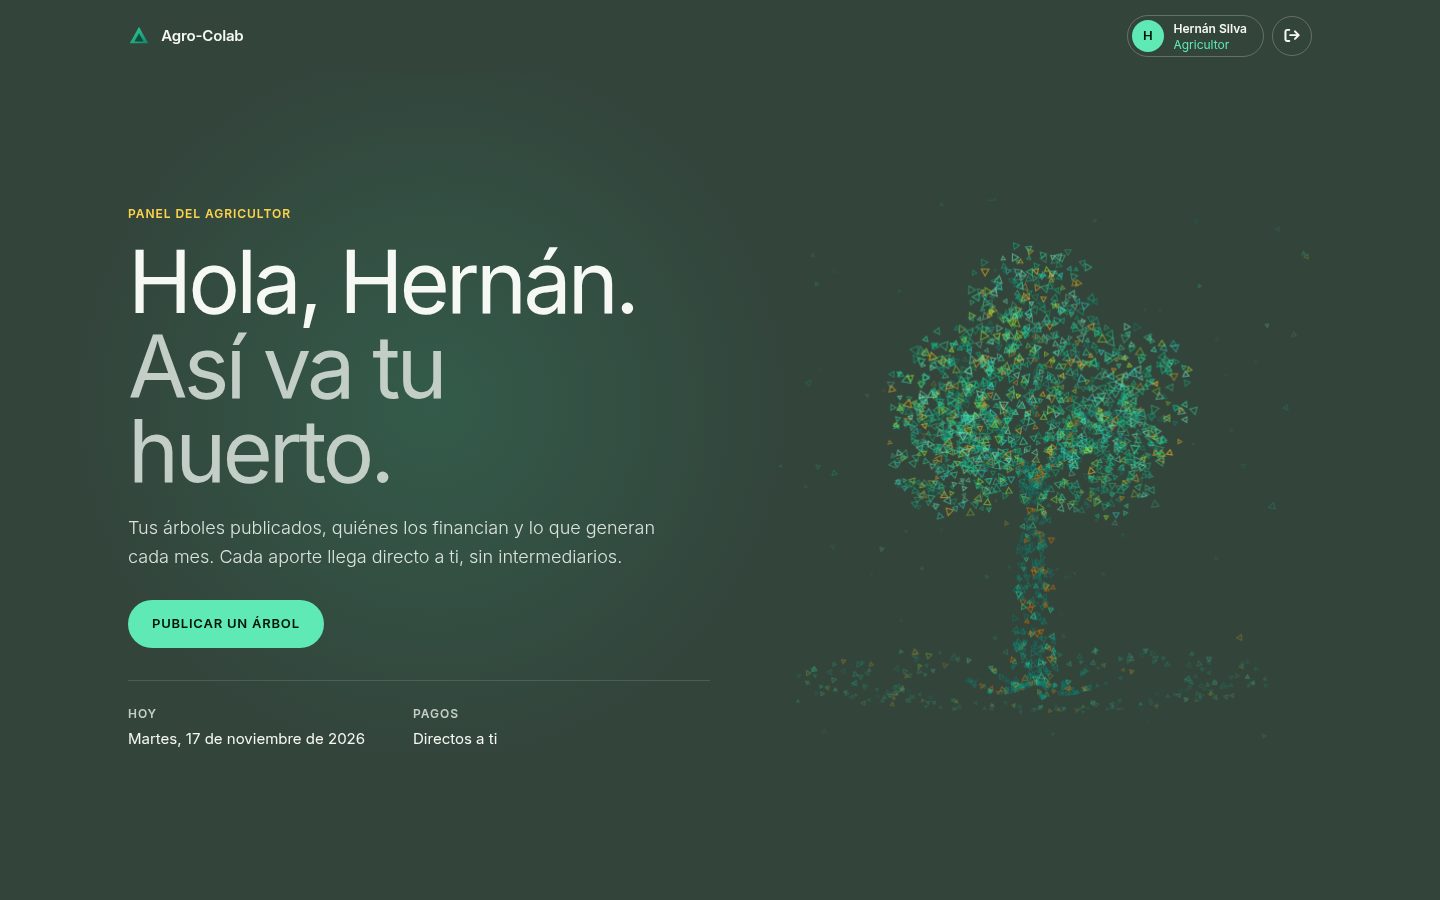 Agro-Colab
H
Hernán Silva
Agricultor
PANEL DEL AGRICULTOR
Hola, Hernán.
Así va tu
huerto.
Tus árboles publicados, quiénes los financian y lo que generan
cada mes. Cada aporte llega directo a ti, sin intermediarios.
PUBLICAR UN ÁRBOL
HOY
Martes, 17 de noviembre de 2026
PAGOS
Directos a ti